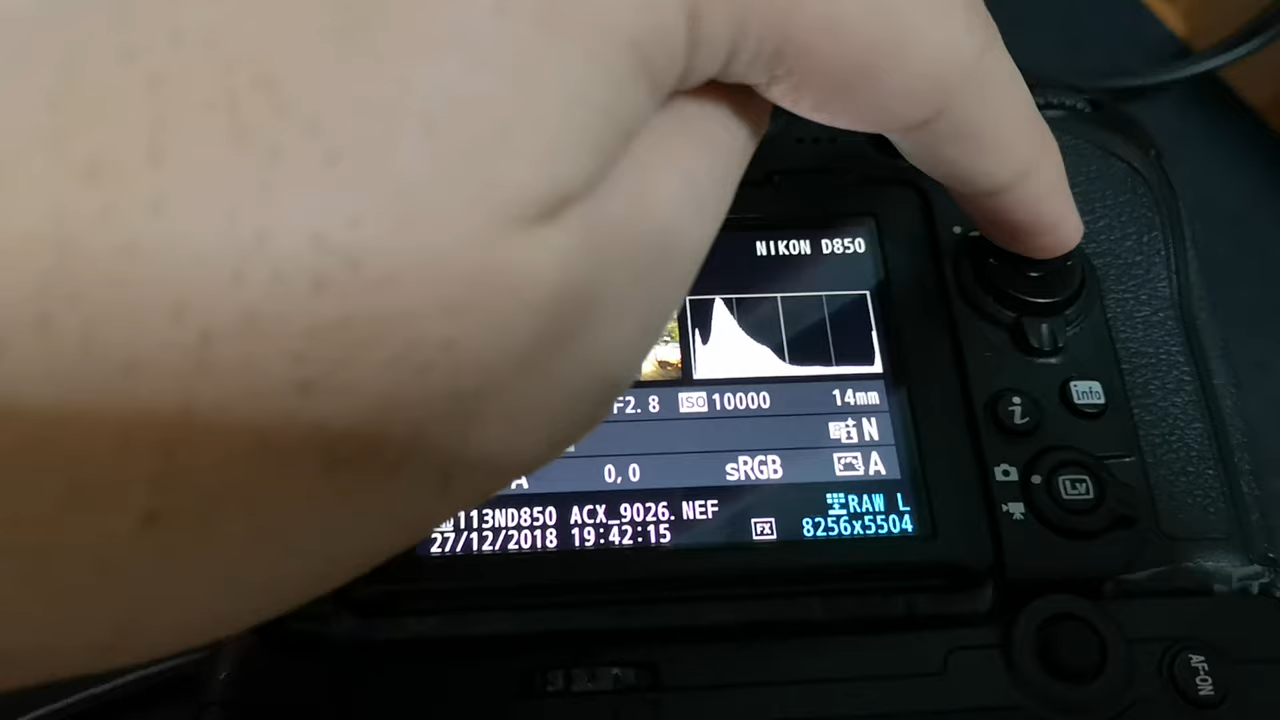 NIKON D850
F2.8 ISO 10000 14mm
N
A 0,0 sRGB A
113ND850 ACX_9026.NEF RAW L
27/12/2018 19:42:15 FX 8256x5504
i info
Lv
AF-ON